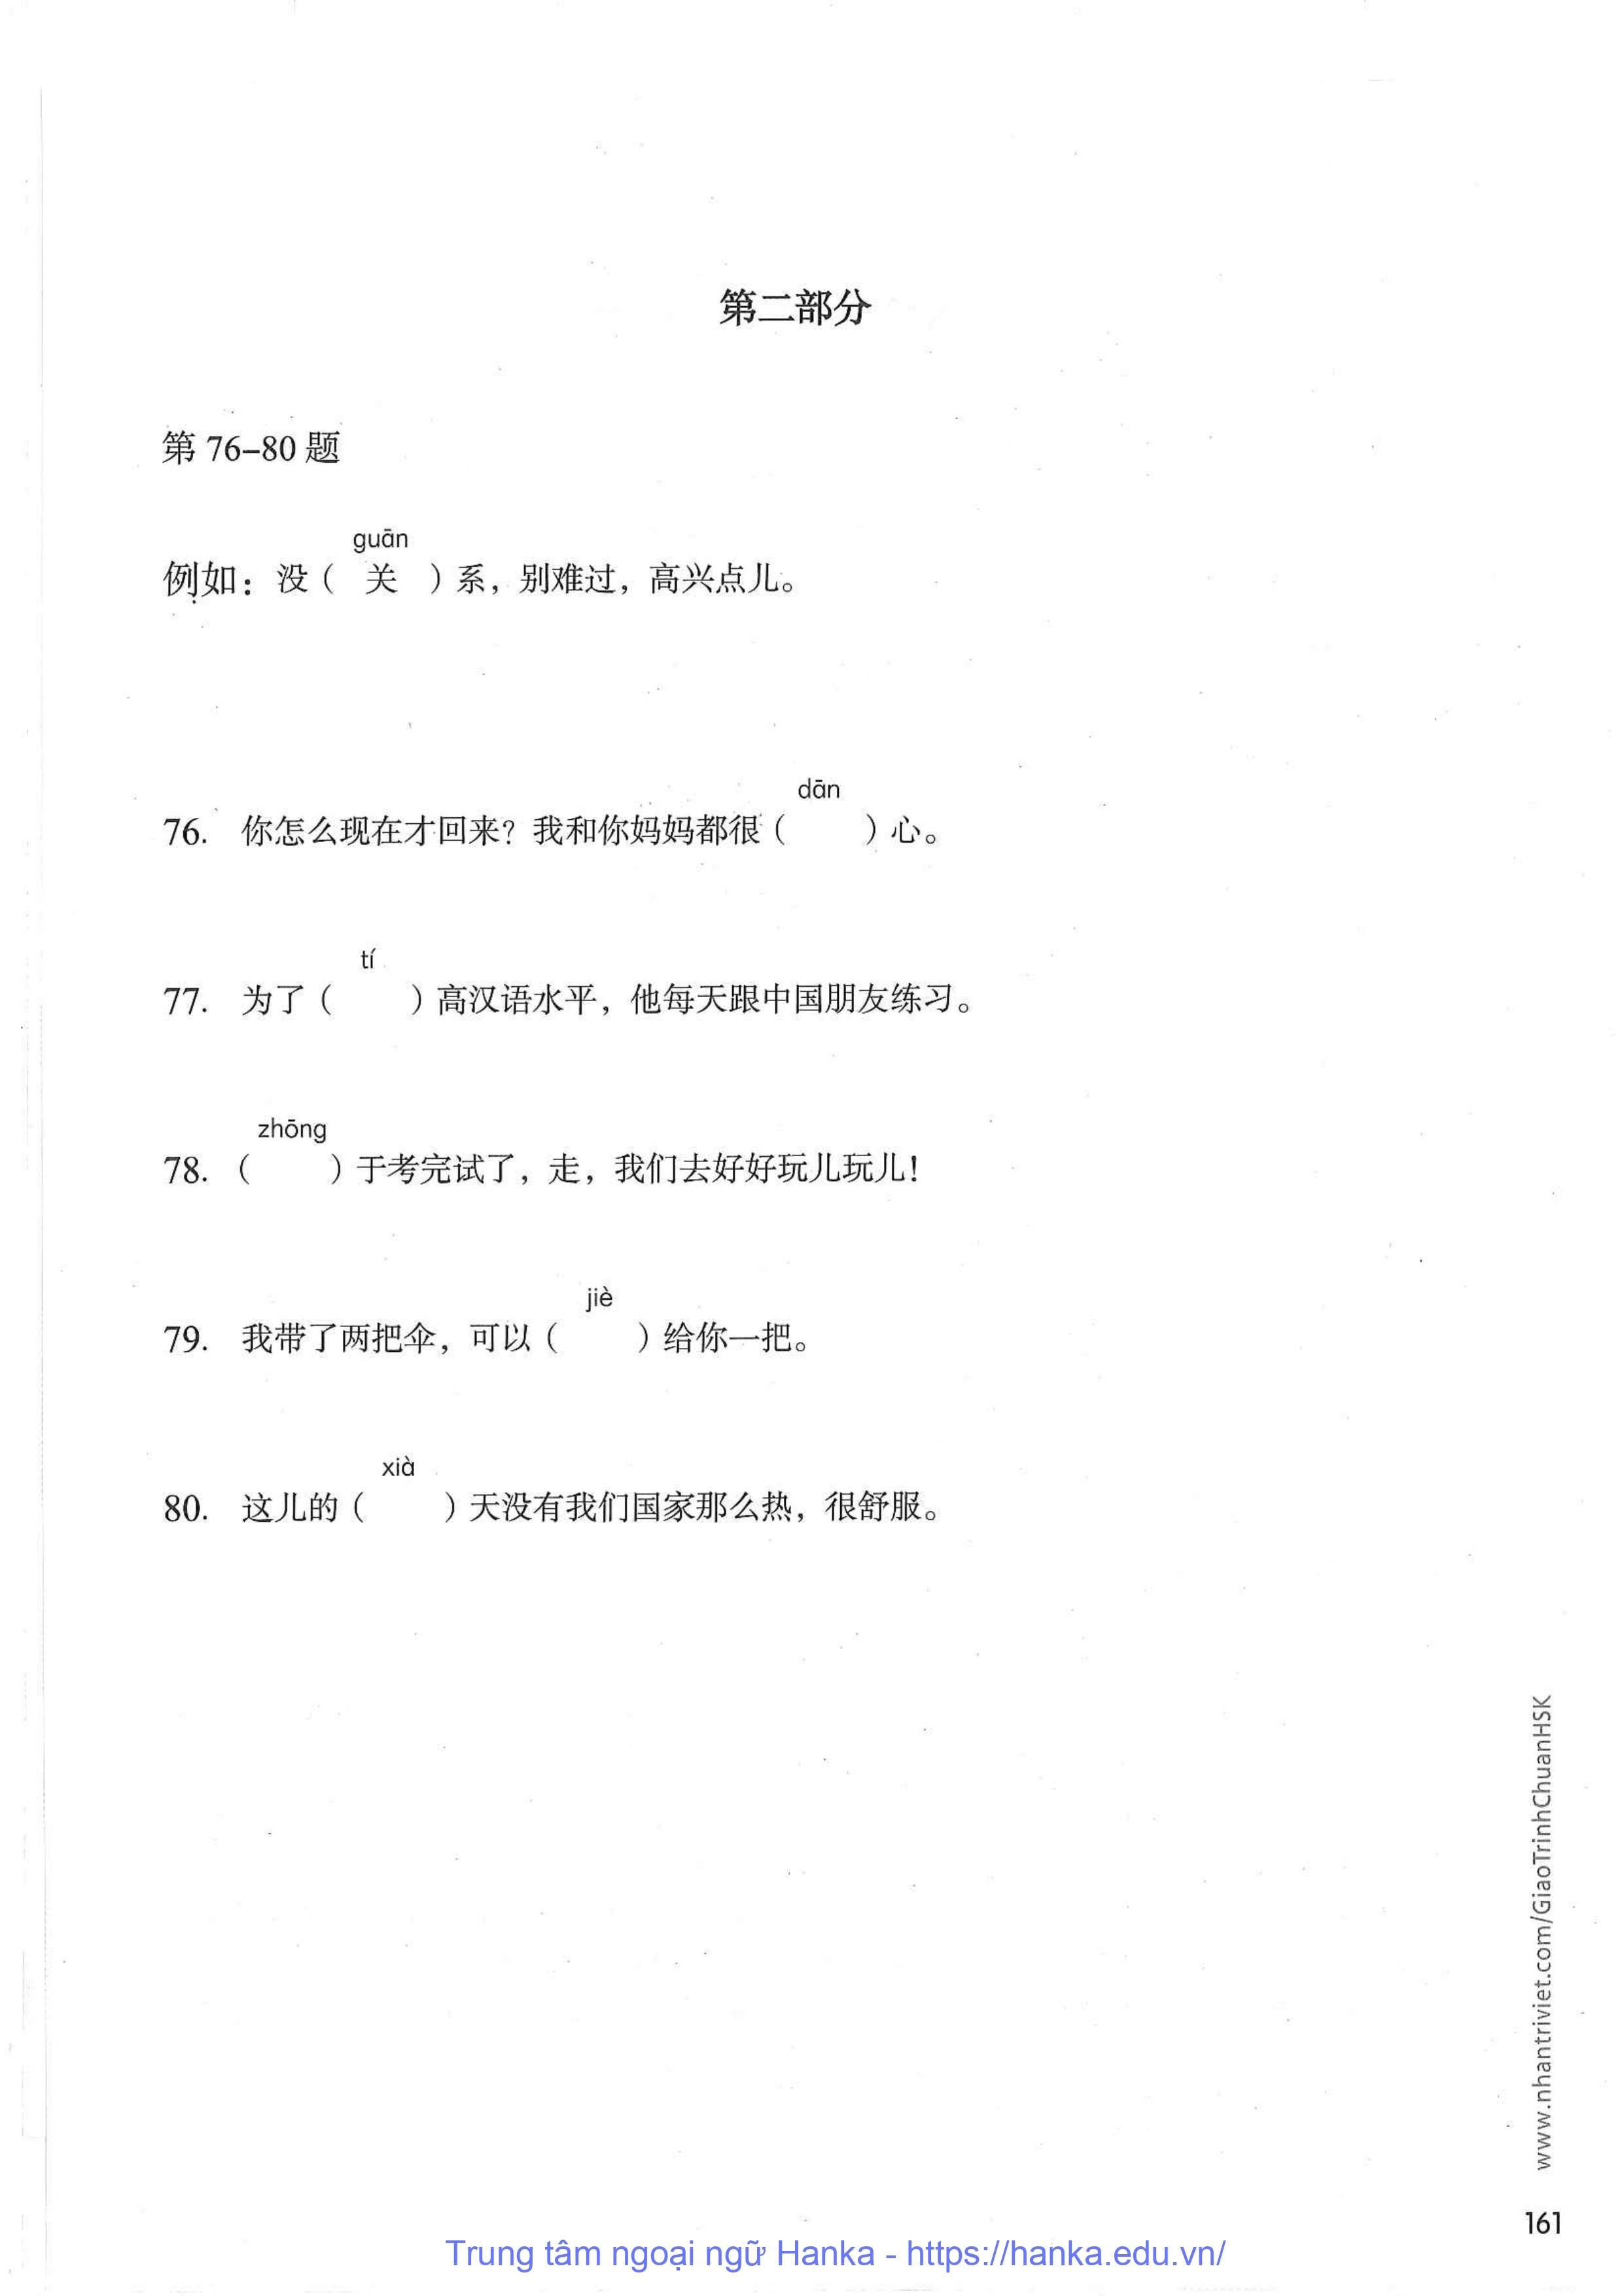 第二部分
第 76–80 题
guān
例如：没（ 关 ）系，别难过，高兴点儿。
dān
76. 你怎么现在才回来？我和你妈妈都很（ ）心。
tí
77. 为了（ ）高汉语水平，他每天跟中国朋友练习。
zhōng
78. （ ）于考完试了，走，我们去好好玩儿玩儿！
jiè
79. 我带了两把伞，可以（ ）给你一把。
xià
80. 这儿的（ ）天没有我们国家那么热，很舒服。
www.nhantriviet.com/GiaoTrinhChuanHSK
161
Trung tâm ngoại ngữ Hanka - https://hanka.edu.vn/